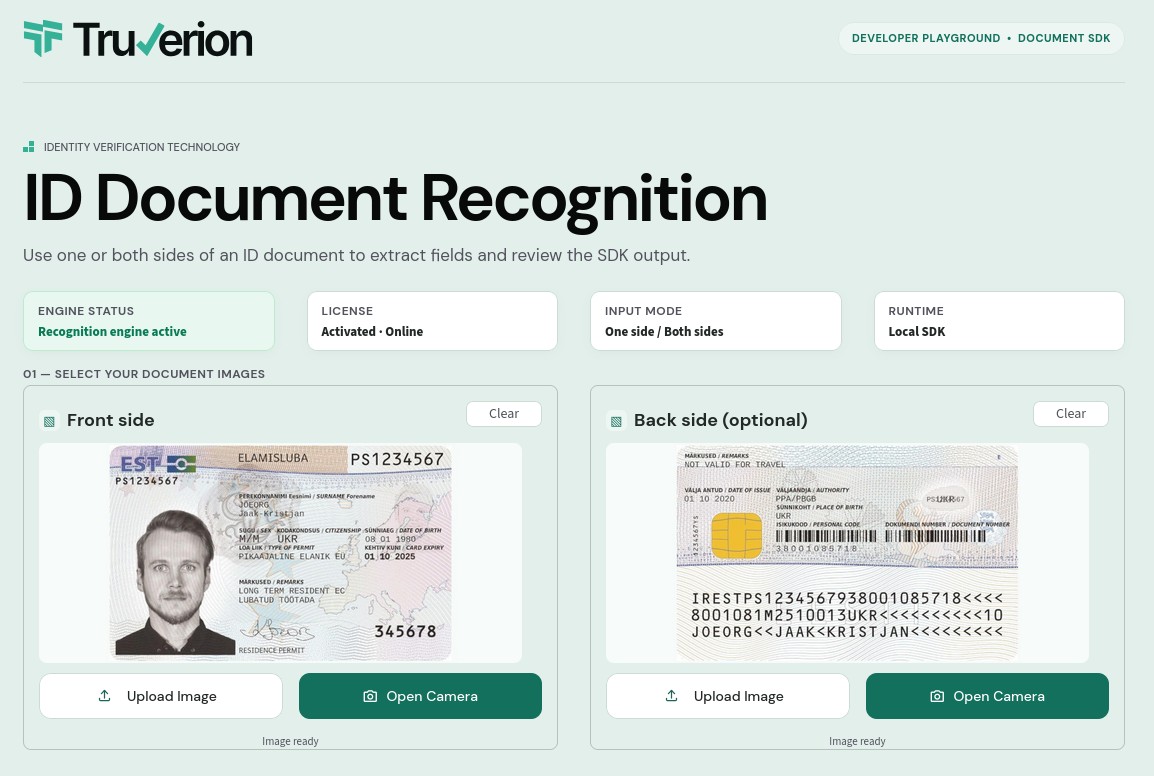 Truverion
DEVELOPER PLAYGROUND • DOCUMENT SDK
IDENTITY VERIFICATION TECHNOLOGY
ID Document Recognition
Use one or both sides of an ID document to extract fields and review the SDK output.
ENGINE STATUS
Recognition engine active
LICENSE
Activated · Online
INPUT MODE
One side / Both sides
RUNTIME
Local SDK
01 — SELECT YOUR DOCUMENT IMAGES
Front side
Clear
EST
ELAMISLUBA
PS1234567
PS1234567
PEREKONNANIMI Eesnimi / SURNAME Forename
JOEORG
Jaak-Kristjan
SUGU / SEX KODAKONDSUS / CITIZENSHIP SÜNNIAEG / DATE OF BIRTH
M/M UKR 08 01 1980
LOA LIIK / TYPE OF PERMIT KEHTIV KUNI / CARD EXPIRY
PIKAAJALINE ELANIK EU 01 10 2025
MÄRKUSED / REMARKS
LONG TERM RESIDENT EC
LUBATUD TÖÖTADA
345678
RESIDENCE PERMIT
Upload Image
Open Camera
Image ready
Back side (optional)
Clear
MÄRKUSED / REMARKS
NOT VALID FOR TRAVEL
VÄLJA ANTUD / DATE OF ISSUE VÄLJAANDJA / AUTHORITY
01 10 2020 PPA/PBGB
SÜNNIKOHT / PLACE OF BIRTH
UKR
UKR
ISIKUKOOD / PERSONAL CODE DOKUMENDI NUMBER / DOCUMENT NUMBER
38001085718
IRESTPS12345679380010 85718<<<<
8001081M2510013UKR<<<<<<<<<10
JOEORG<<JAAK<KRISTJAN<<<<<<<<<
Upload Image
Open Camera
Image ready